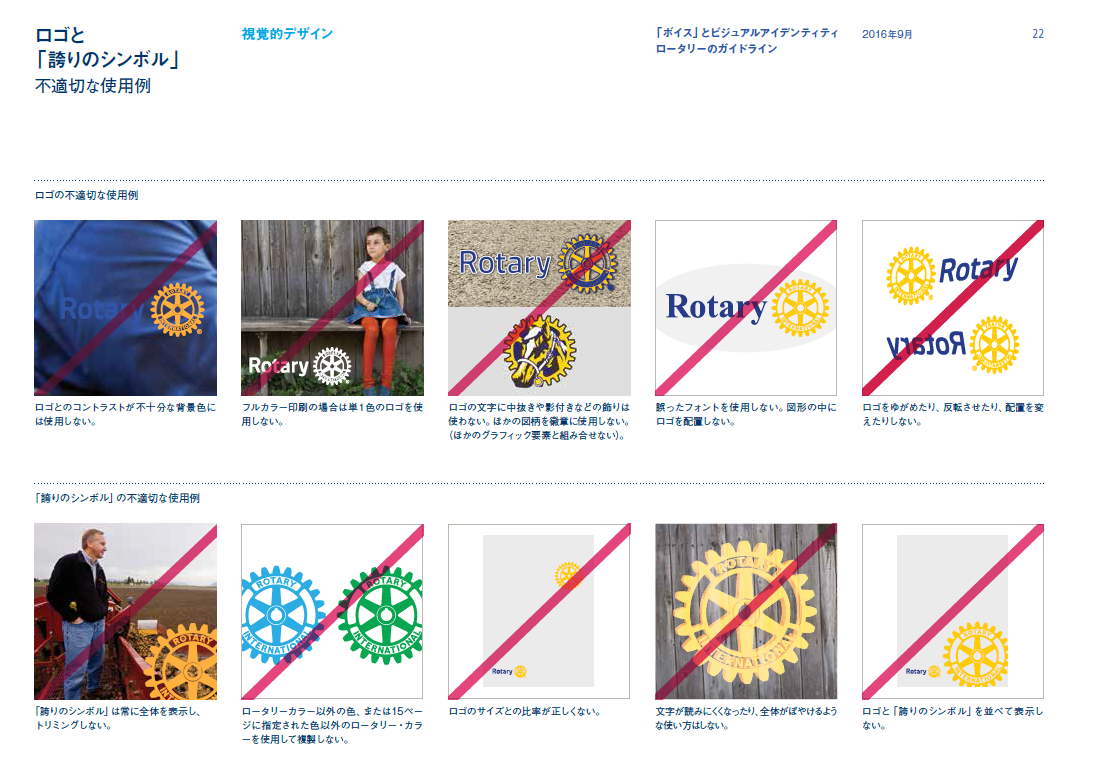 ロゴと
「誇りのシンボル」
不適切な使用例
視覚的デザイン
「ボイス」とビジュアルアイデンティティ
ロータリーのガイドライン
2016年9月
22
ロゴの不適切な使用例
Rotary
ROTARY
INTERNATIONAL
Rotary
Rotary
Rotary
Rotary
Rotary
ロゴとのコントラストが不十分な背景色に
は使用しない。
フルカラー印刷の場合は単1色のロゴを使
用しない。
ロゴの文字に中抜きや影付きなどの飾りは
使わない。ほかの図柄を徽章に使用しない。
(ほかのグラフィック要素と組み合せない)。
誤ったフォントを使用しない。図形の中に
ロゴを配置しない。
ロゴをゆがめたり、反転させたり、配置を変
えたりしない。
「誇りのシンボル」の不適切な使用例
ROTARY
ROTARY
INTERNATIONAL
ROTARY
INTERNATIONAL
Rotary
ROTARY
INTERNATIONAL
Rotary
「誇りのシンボル」は常に全体を表示し、
トリミングしない。
ロータリーカラー以外の色、または15ペー
ジに指定された色以外のロータリー・カラ
ーを使用して複製しない。
ロゴのサイズとの比率が正しくない。
文字が読みにくくなったり、全体がぼやけるよう
な使い方はしない。
ロゴと「誇りのシンボル」を並べて表示し
ない。